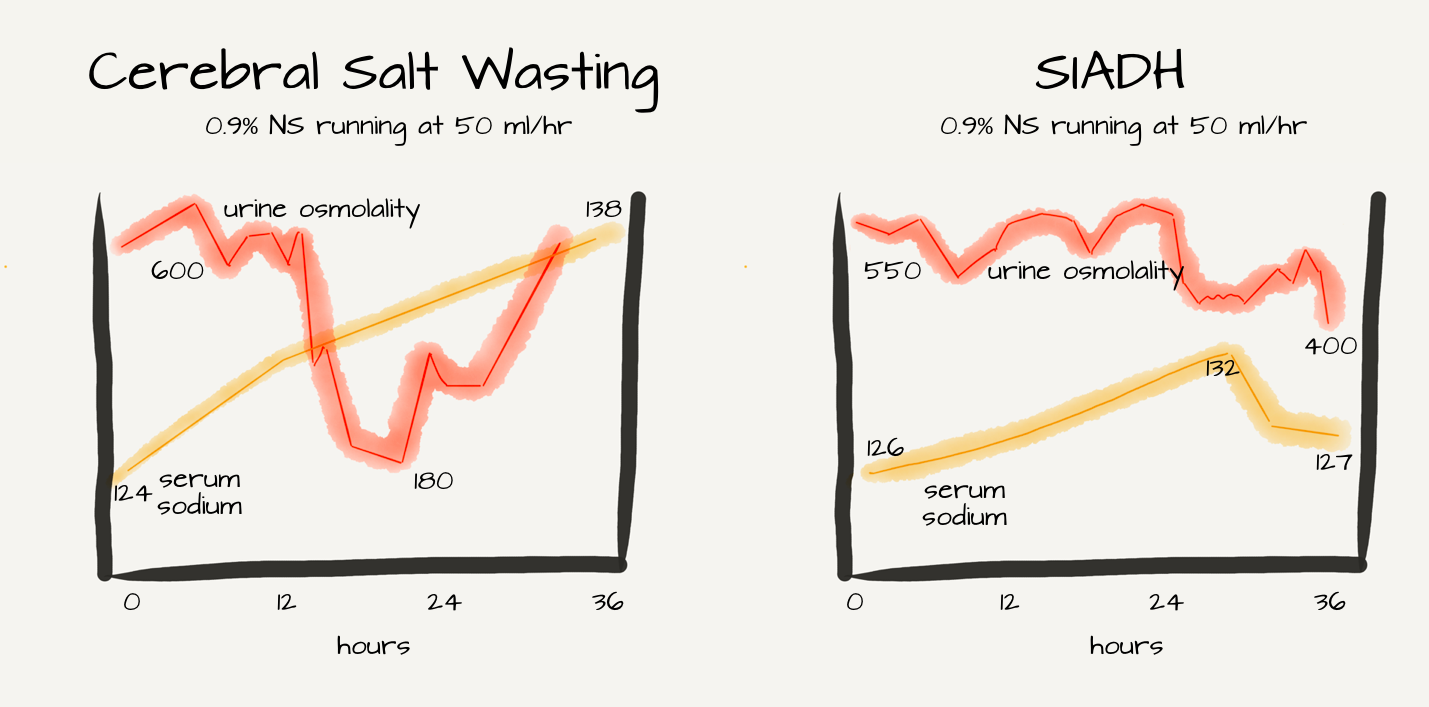 Cerebral Salt Wasting
0.9% NS running at 50 ml/hr
urine osmolality
138
600
180
124
serum
sodium
0
12
24
36
hours
SIADH
0.9% NS running at 50 ml/hr
550
urine osmolality
400
132
126
127
serum
sodium
0
12
24
36
hours